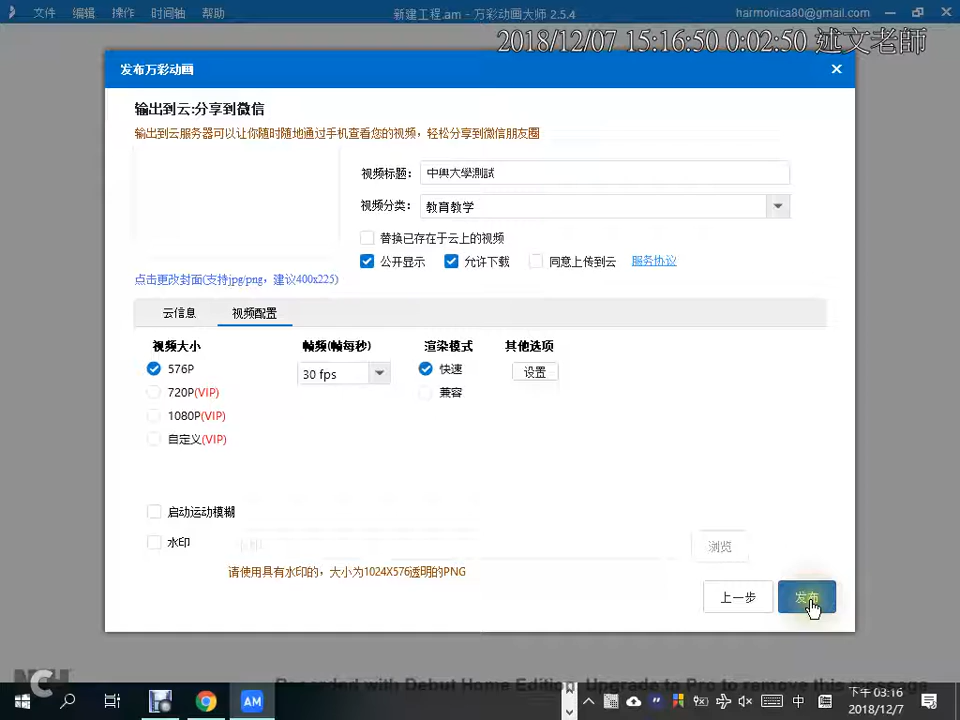 文件 编辑 操作 时间轴 帮助 新建工程.am - 万彩动画大师 2.5.4 harmonica80@gmail.com
2018/12/07 15:16:50 0:02:50 述文老師
发布万彩动画
输出到云:分享到微信
输出到云服务器可以让你随时随地通过手机查看您的视频，轻松分享到微信朋友圈
视频标题: 中興大學測試
视频分类: 教育教学
替换已存在于云上的视频
公开显示 允许下载 同意上传到云 服务协议
点击更改封面(支持jpg/png，建议400x225)
云信息 视频配置
视频大小 帧频(帧每秒) 渲染模式 其他选项
576P 30 fps 快速 设置
720P(VIP) 兼容
1080P(VIP)
自定义(VIP)
启动运动模糊
水印 浏览
请使用具有水印的，大小为1024X576透明的PNG
上一步 发布
NCH
Recorded with Debut Home Edition. Upgrade to Pro to remove this message
AM 中 下午 03:16
2018/12/7